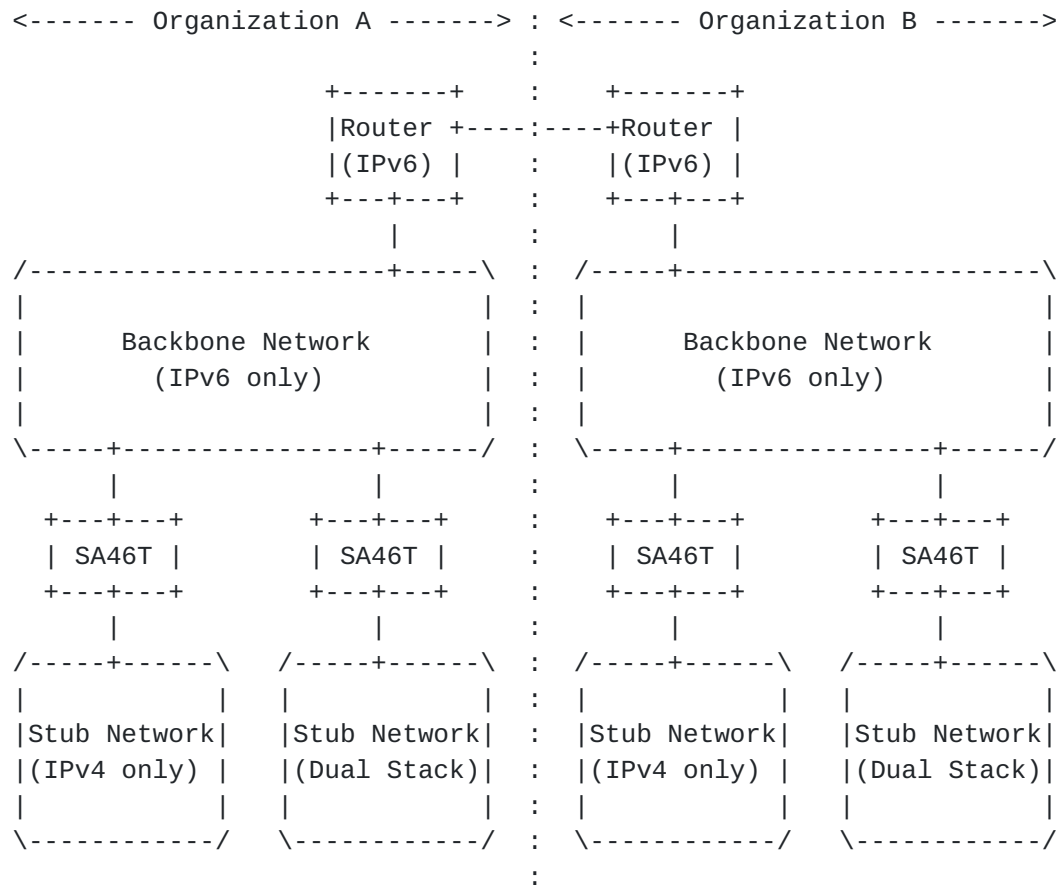 <------- Organization A -------> : <------- Organization B ------->
                                 :
                    +-------+    :    +-------+
                    |Router +----:----+Router |
                    |(IPv6) |    :    |(IPv6) |
                    +---+---+    :    +---+---+
                        |        :        |
/-----------------------+-----\  :  /-----+-----------------------\
|                             |  :  |                             |
|      Backbone Network       |  :  |      Backbone Network       |
|        (IPv6 only)          |  :  |        (IPv6 only)          |
|                             |  :  |                             |
\-----+----------------+------/  :  \-----+----------------+------/
      |                |         :        |                |
  +---+---+        +---+---+     :    +---+---+        +---+---+
  | SA46T |        | SA46T |     :    | SA46T |        | SA46T |
  +---+---+        +---+---+     :    +---+---+        +---+---+
      |                |         :        |                |
/-----+------\   /-----+------\  :  /-----+------\   /-----+------\
|            |   |            |  :  |            |   |            |
|Stub Network|   |Stub Network|  :  |Stub Network|   |Stub Network|
|(IPv4 only) |   |(Dual Stack)|  :  |(IPv4 only) |   |(Dual Stack)|
|            |   |            |  :  |            |   |            |
\------------/   \------------/  :  \------------/   \------------/
                                 :